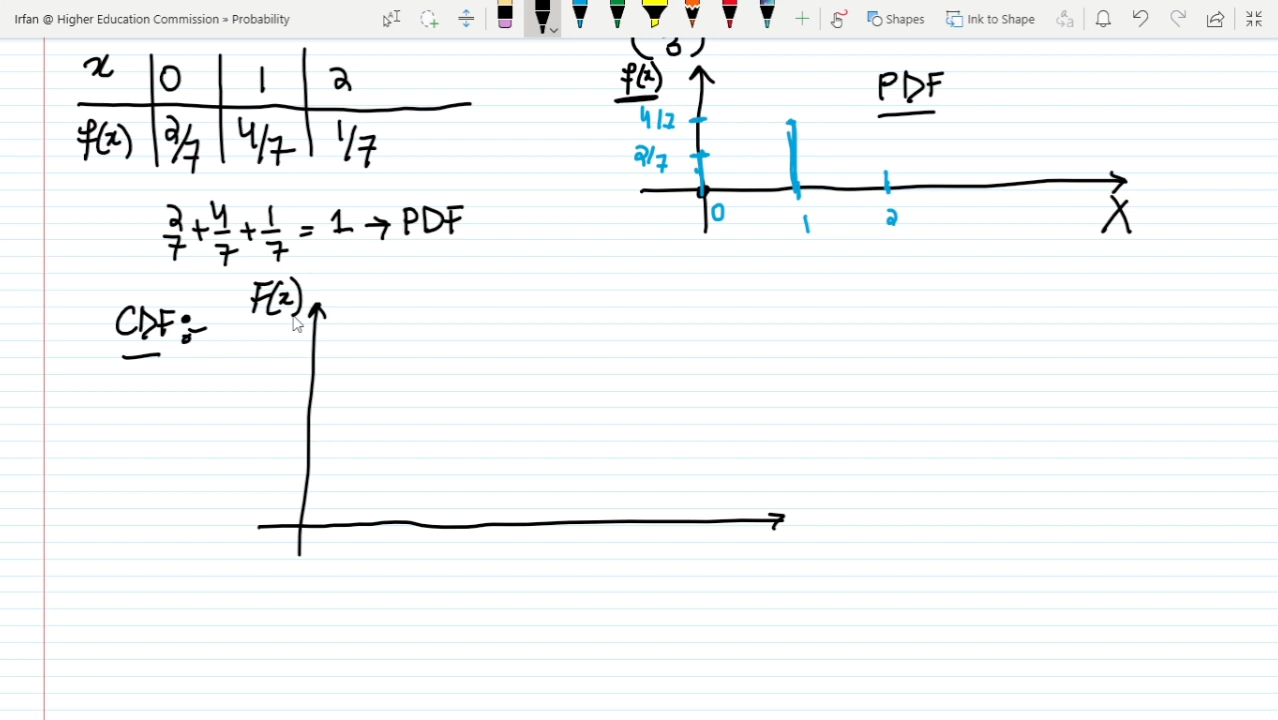 Irfan @ Higher Education Commission » Probability
Shapes
Ink to Shape
x 0 1 2
f(x) 2/7 4/7 1/7
2/7 + 4/7 + 1/7 = 1 → PDF
f(x)
PDF
4/7
2/7
0 1 2
X
CDF:-
F(x)